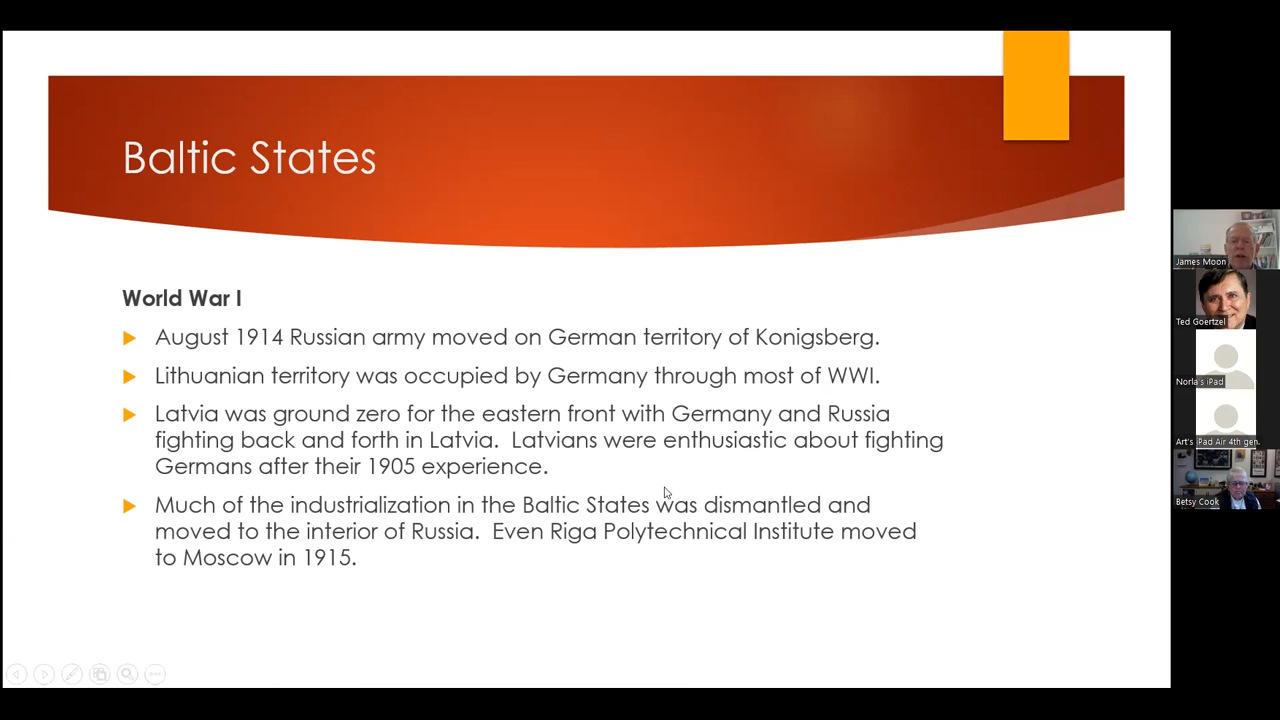 Baltic States
World War I
August 1914 Russian army moved on German territory of Konigsberg.
Lithuanian territory was occupied by Germany through most of WWI.
Latvia was ground zero for the eastern front with Germany and Russia
fighting back and forth in Latvia.  Latvians were enthusiastic about fighting
Germans after their 1905 experience.
Much of the industrialization in the Baltic States was dismantled and
moved to the interior of Russia.  Even Riga Polytechnical Institute moved
to Moscow in 1915.
James Moon
Ted Goertzel
Norla's iPad
Art's iPad Air 4th gen.
Betsy Cook